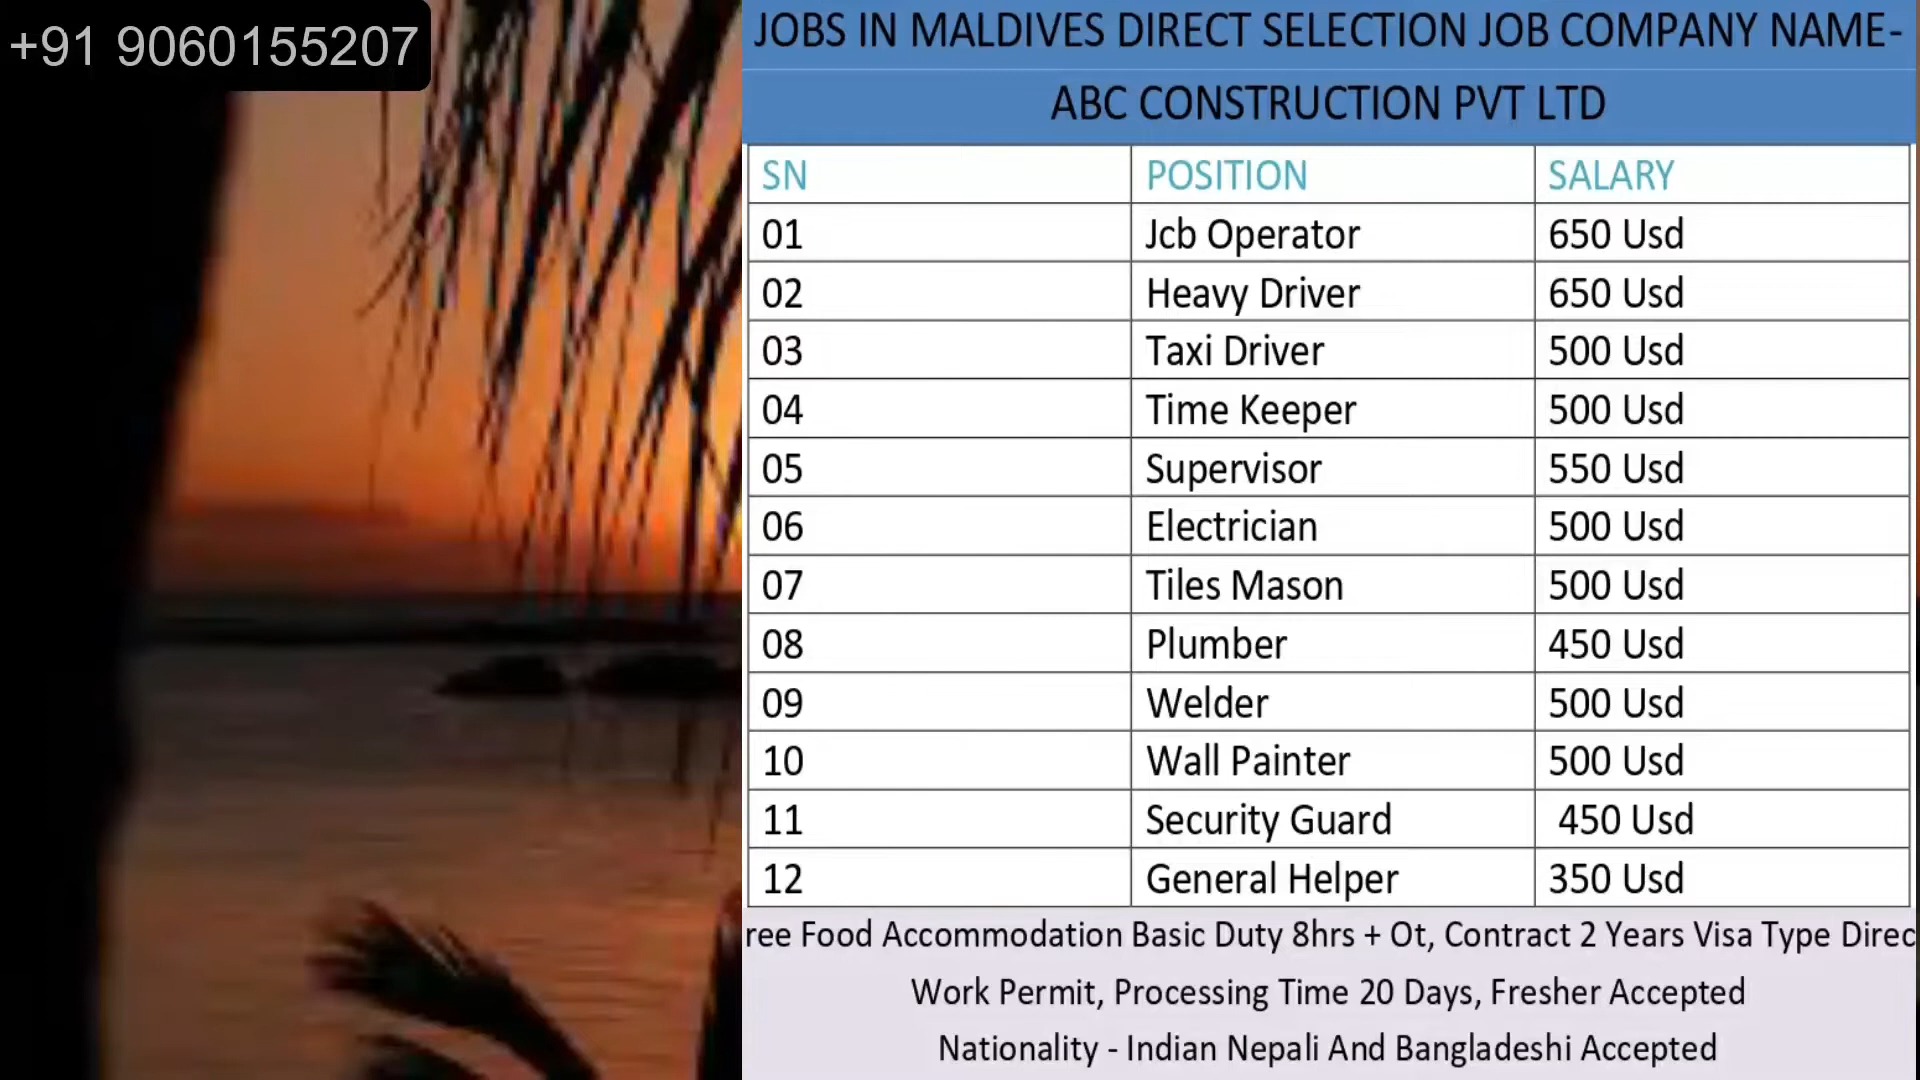 +91 9060155207
JOBS IN MALDIVES DIRECT SELECTION JOB COMPANY NAME-
ABC CONSTRUCTION PVT LTD
SN POSITION SALARY
01 Jcb Operator 650 Usd
02 Heavy Driver 650 Usd
03 Taxi Driver 500 Usd
04 Time Keeper 500 Usd
05 Supervisor 550 Usd
06 Electrician 500 Usd
07 Tiles Mason 500 Usd
08 Plumber 450 Usd
09 Welder 500 Usd
10 Wall Painter 500 Usd
11 Security Guard 450 Usd
12 General Helper 350 Usd
ree Food Accommodation Basic Duty 8hrs + Ot, Contract 2 Years Visa Type Direc
Work Permit, Processing Time 20 Days, Fresher Accepted
Nationality - Indian Nepali And Bangladeshi Accepted